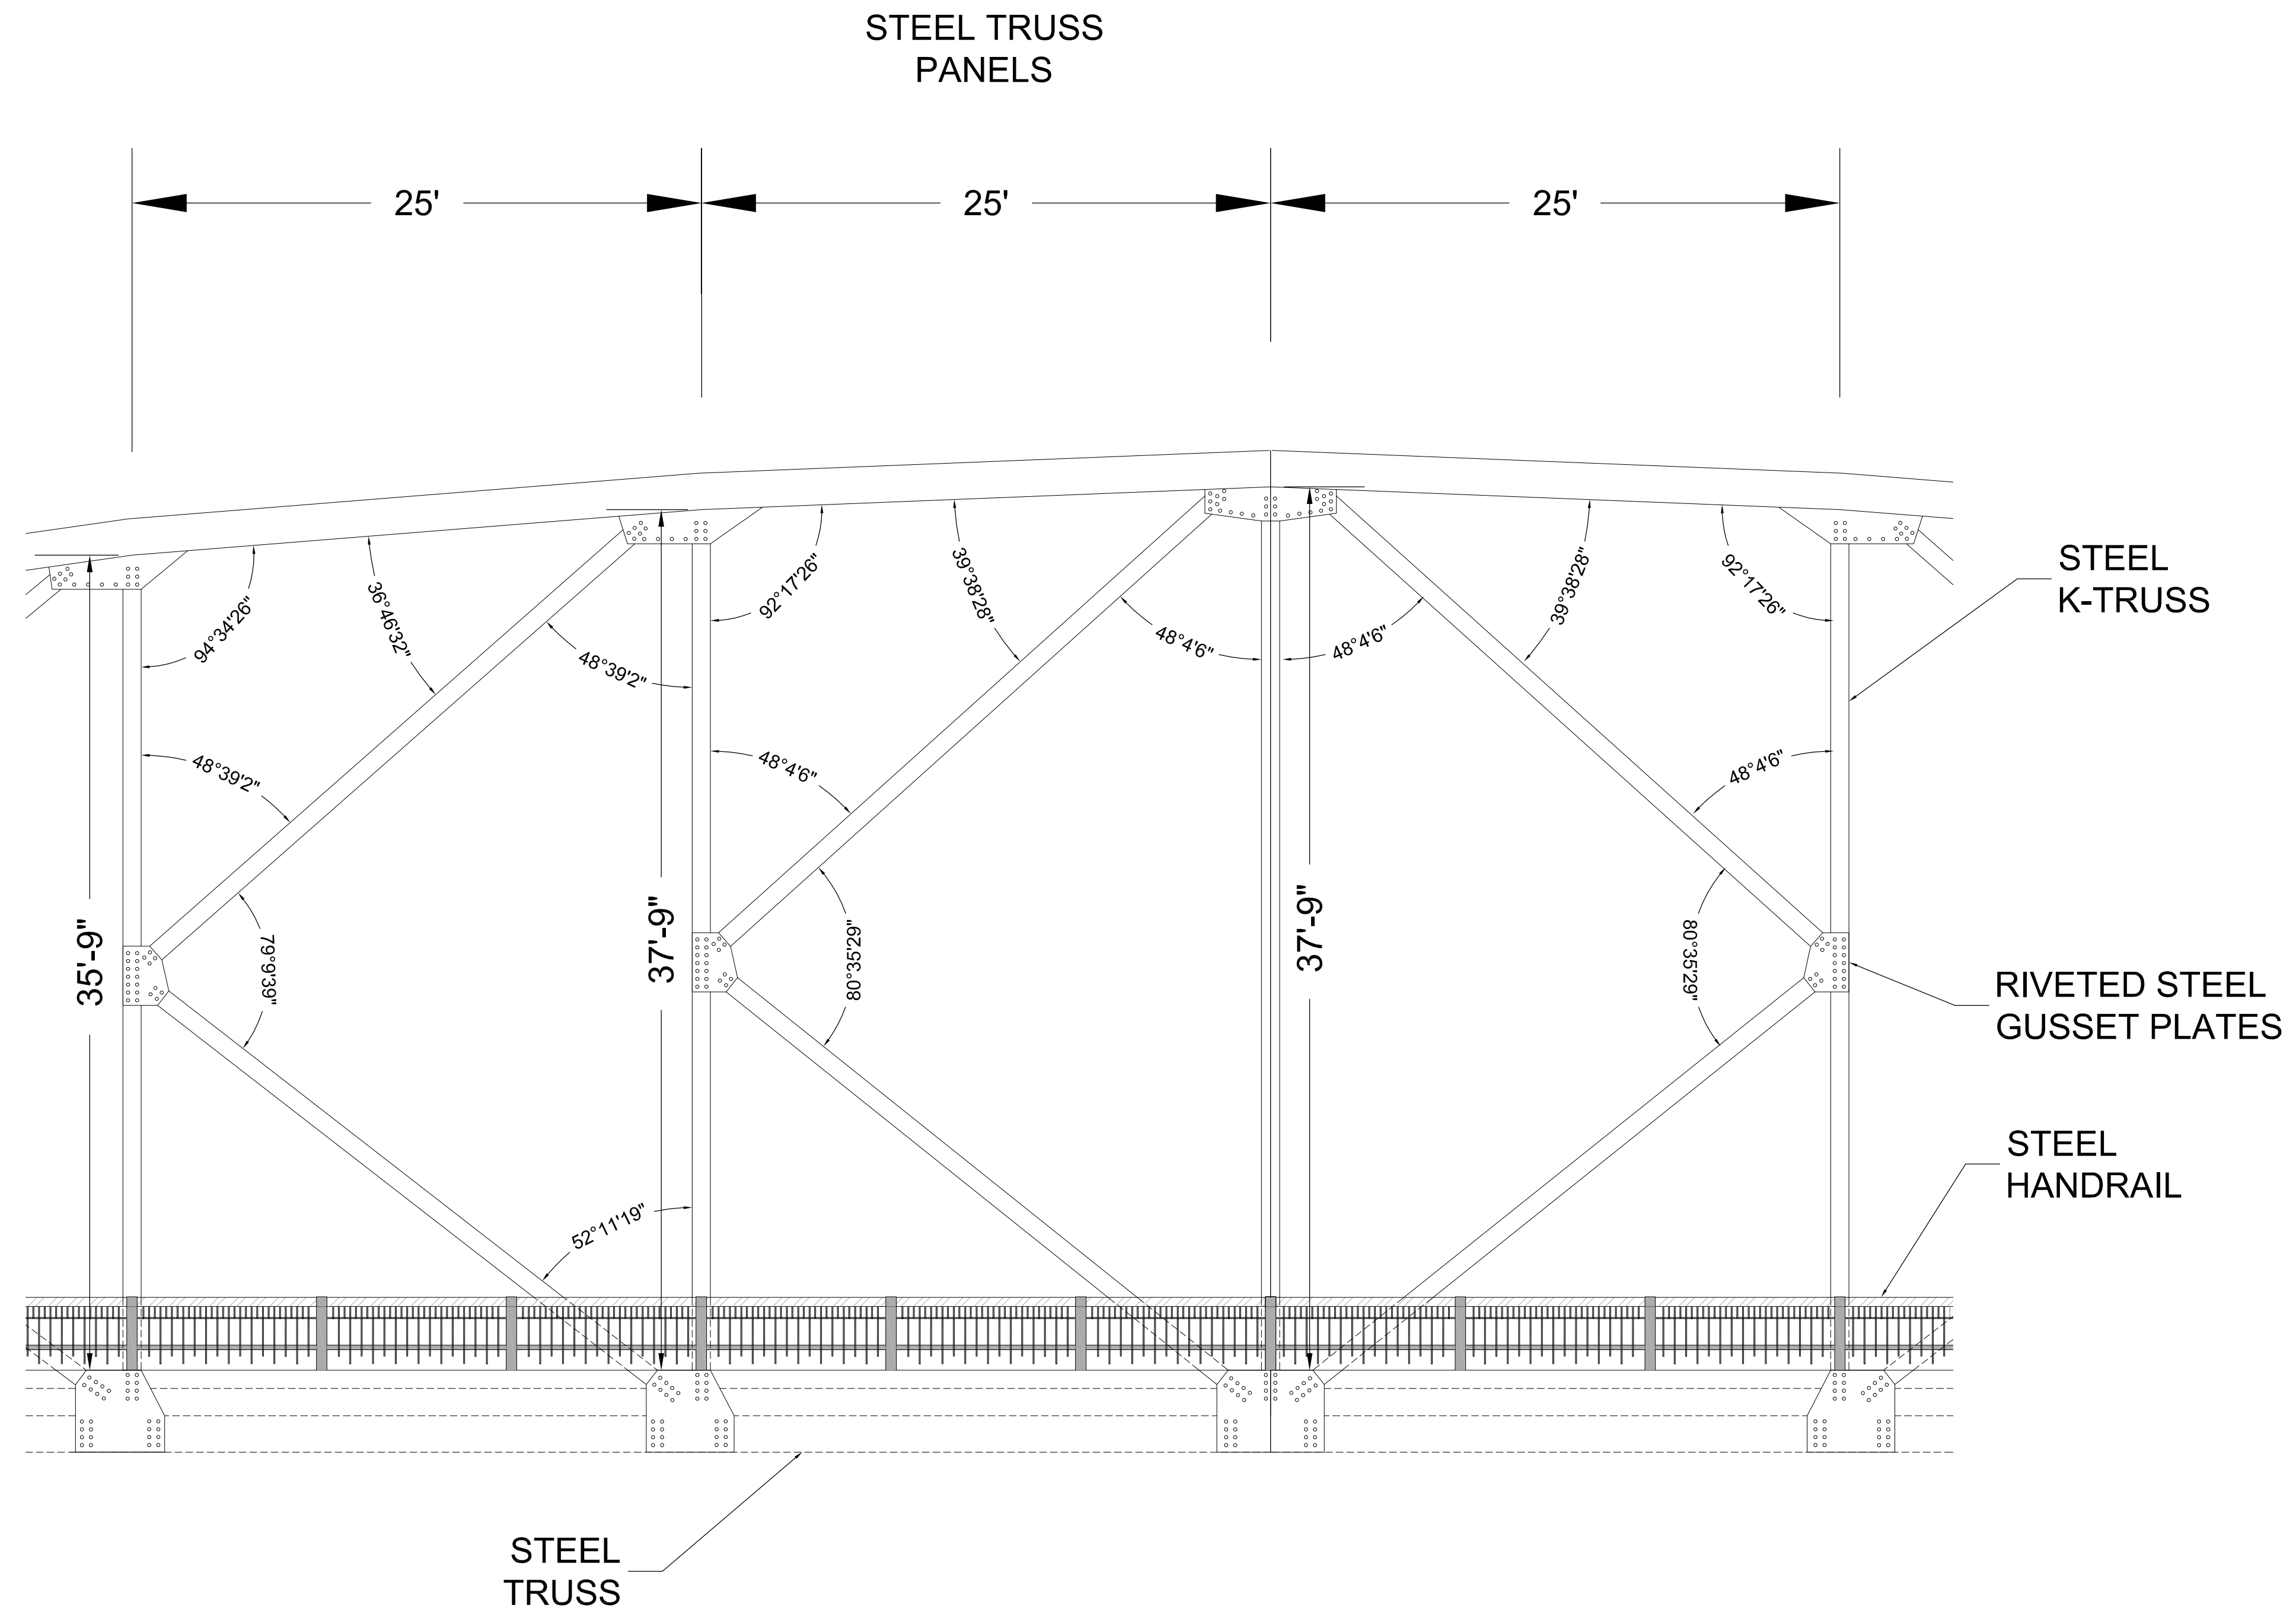 STEEL TRUSS
PANELS
25'
25'
25'
94°34'26"
36°46'32"
48°39'2"
92°17'26"
39°38'28"
48°4'6"
48°4'6"
39°38'28"
92°17'26"
STEEL
K-TRUSS
48°39'2"
48°4'6"
48°4'6"
35'-9"
79°9'39"
37'-9"
80°35'29"
37'-9"
80°35'29"
RIVETED STEEL
GUSSET PLATES
STEEL
HANDRAIL
52°11'19"
STEEL
TRUSS